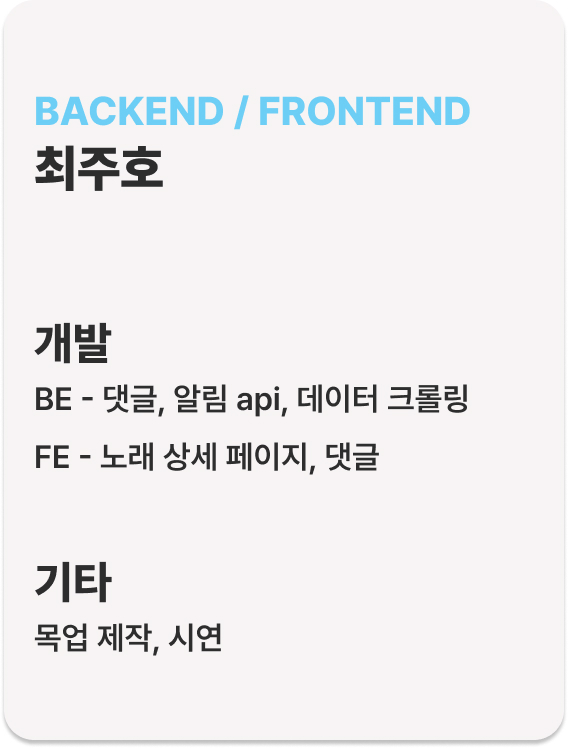 BACKEND / FRONTEND
최주호
개발
BE - 댓글, 알림 api, 데이터 크롤링
FE - 노래 상세 페이지, 댓글
기타
목업 제작, 시연